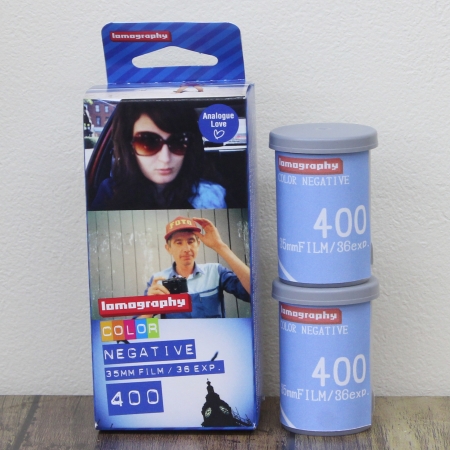 lomography
Analogue
Love
lomography
COLOR
NEGATIVE
35MM FILM / 36 EXP.
400
lomography
COLOR NEGATIVE
400
35mmFILM/36exp.
lomography
COLOR NEGATIVE
400
35mmFILM/36exp.